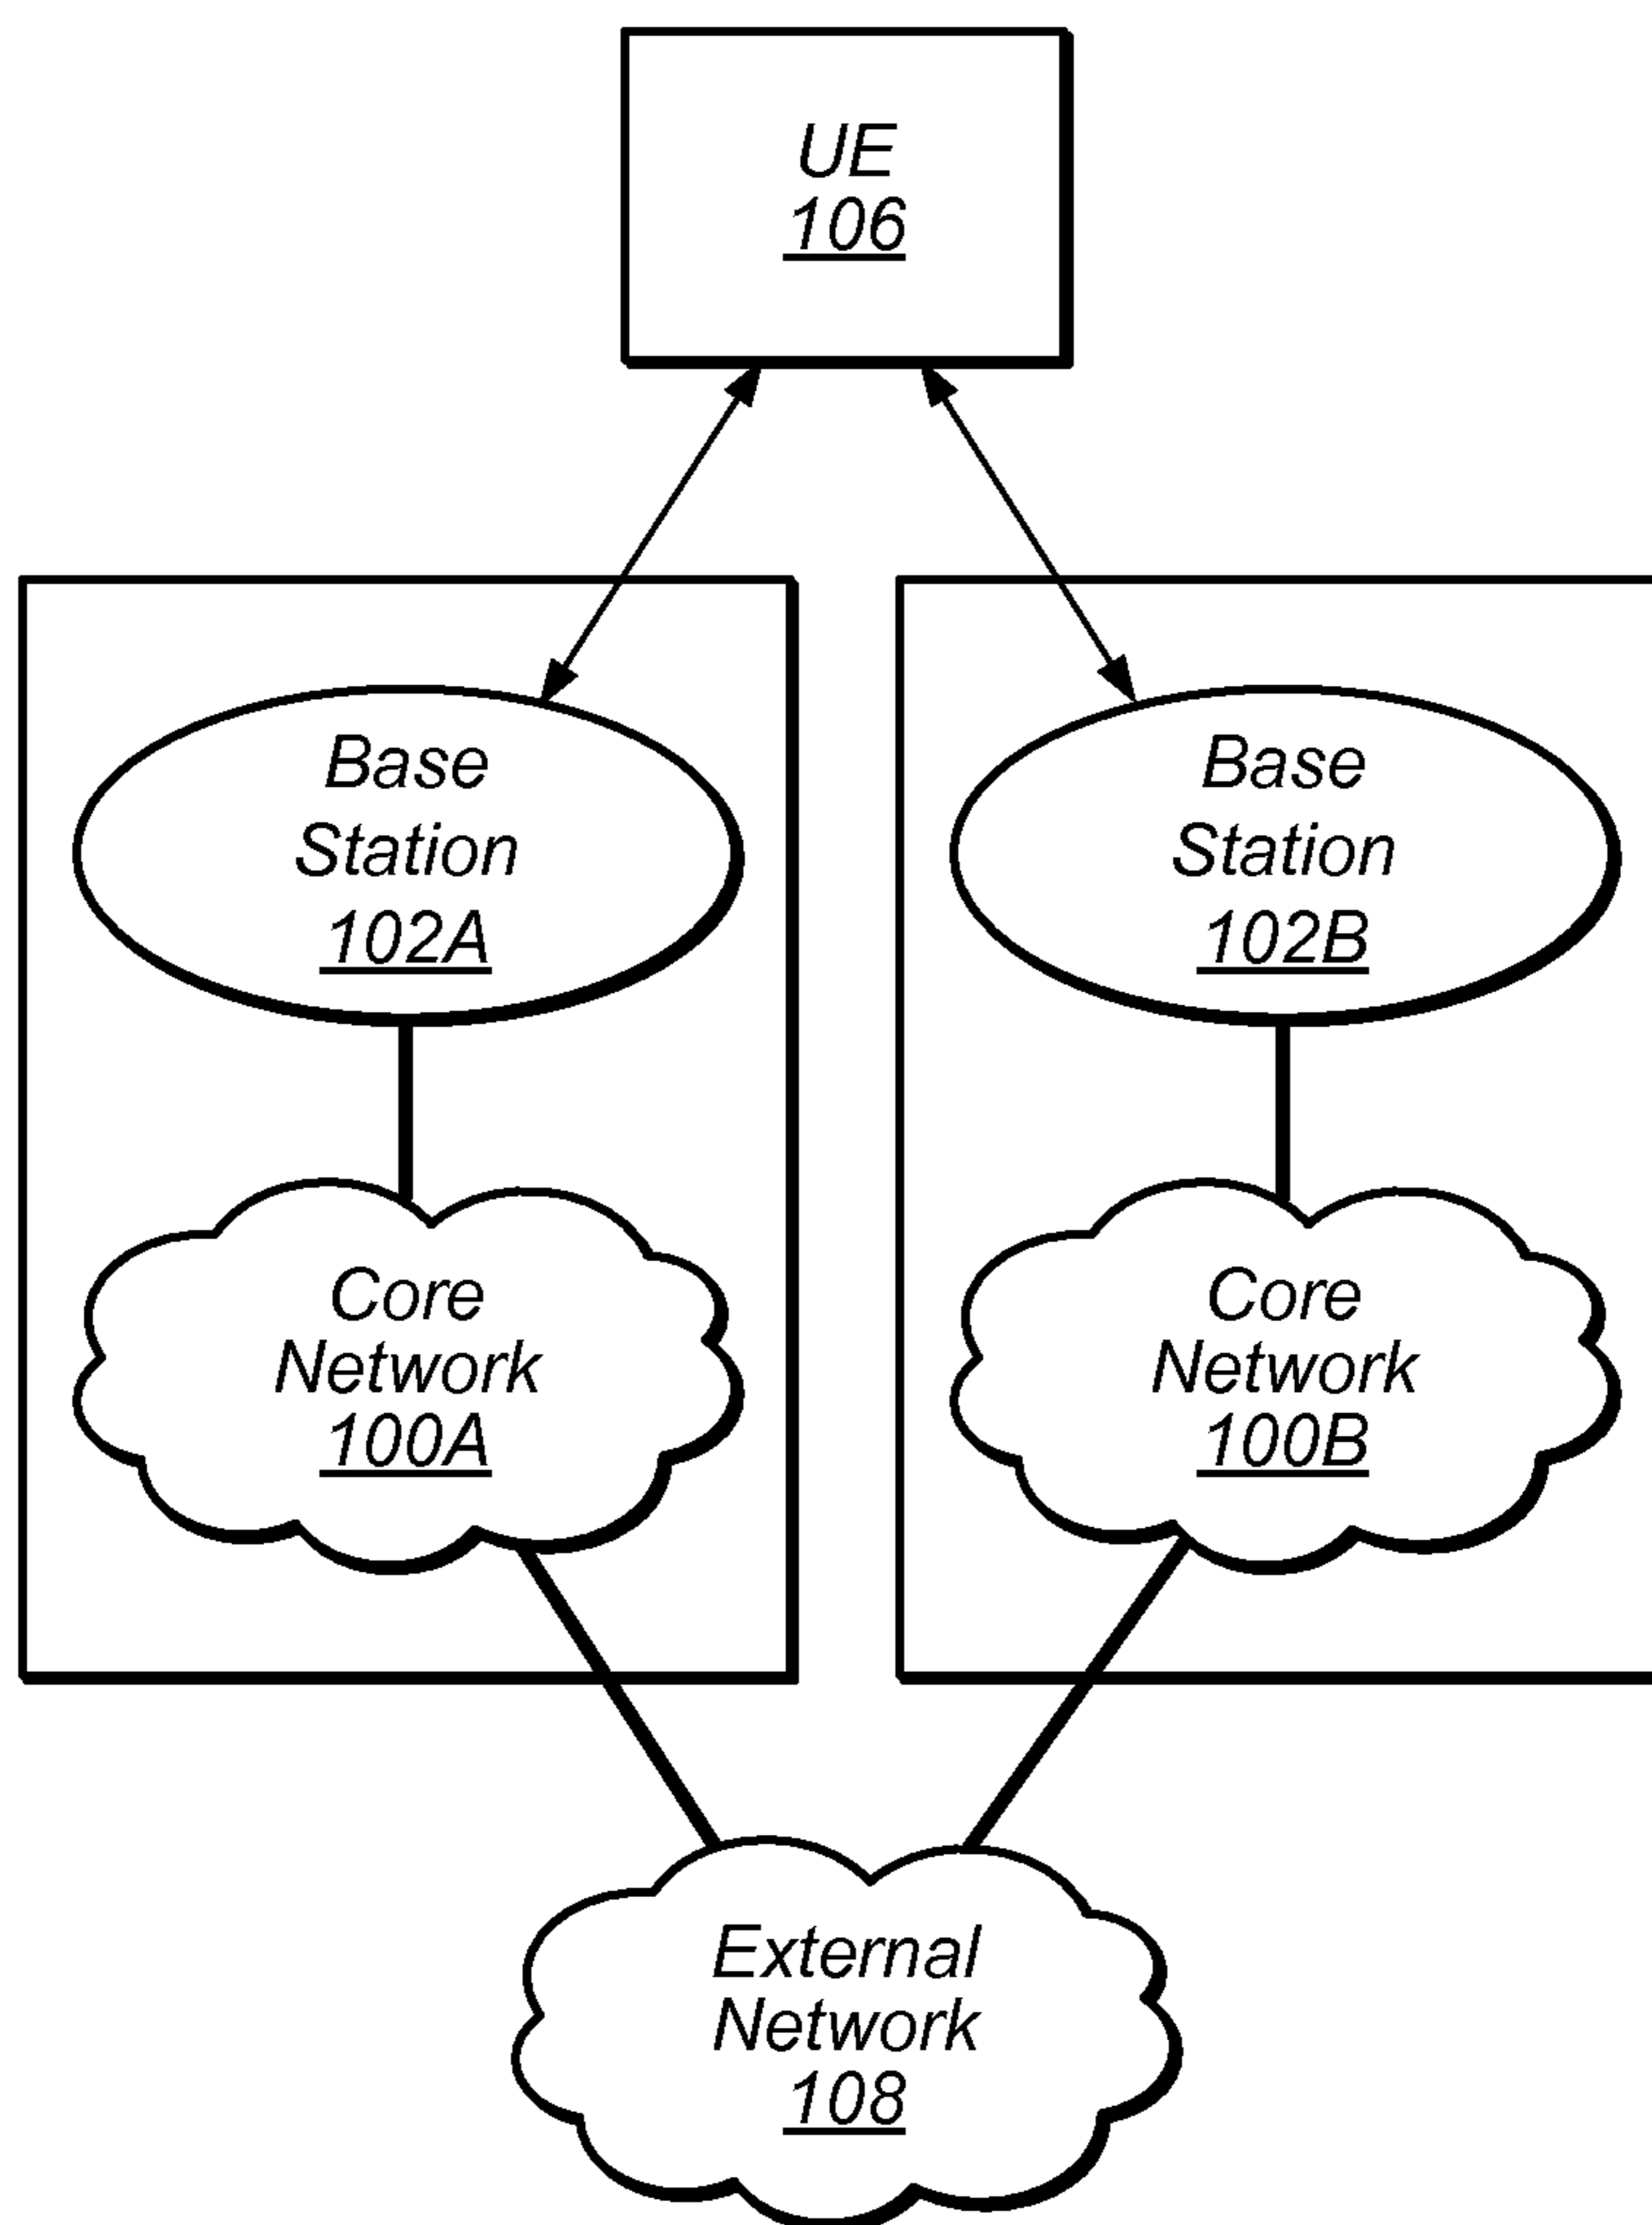 UE
106
Base
Station
102A
Core
Network
100A
Base
Station
102B
Core
Network
100B
External
Network
108